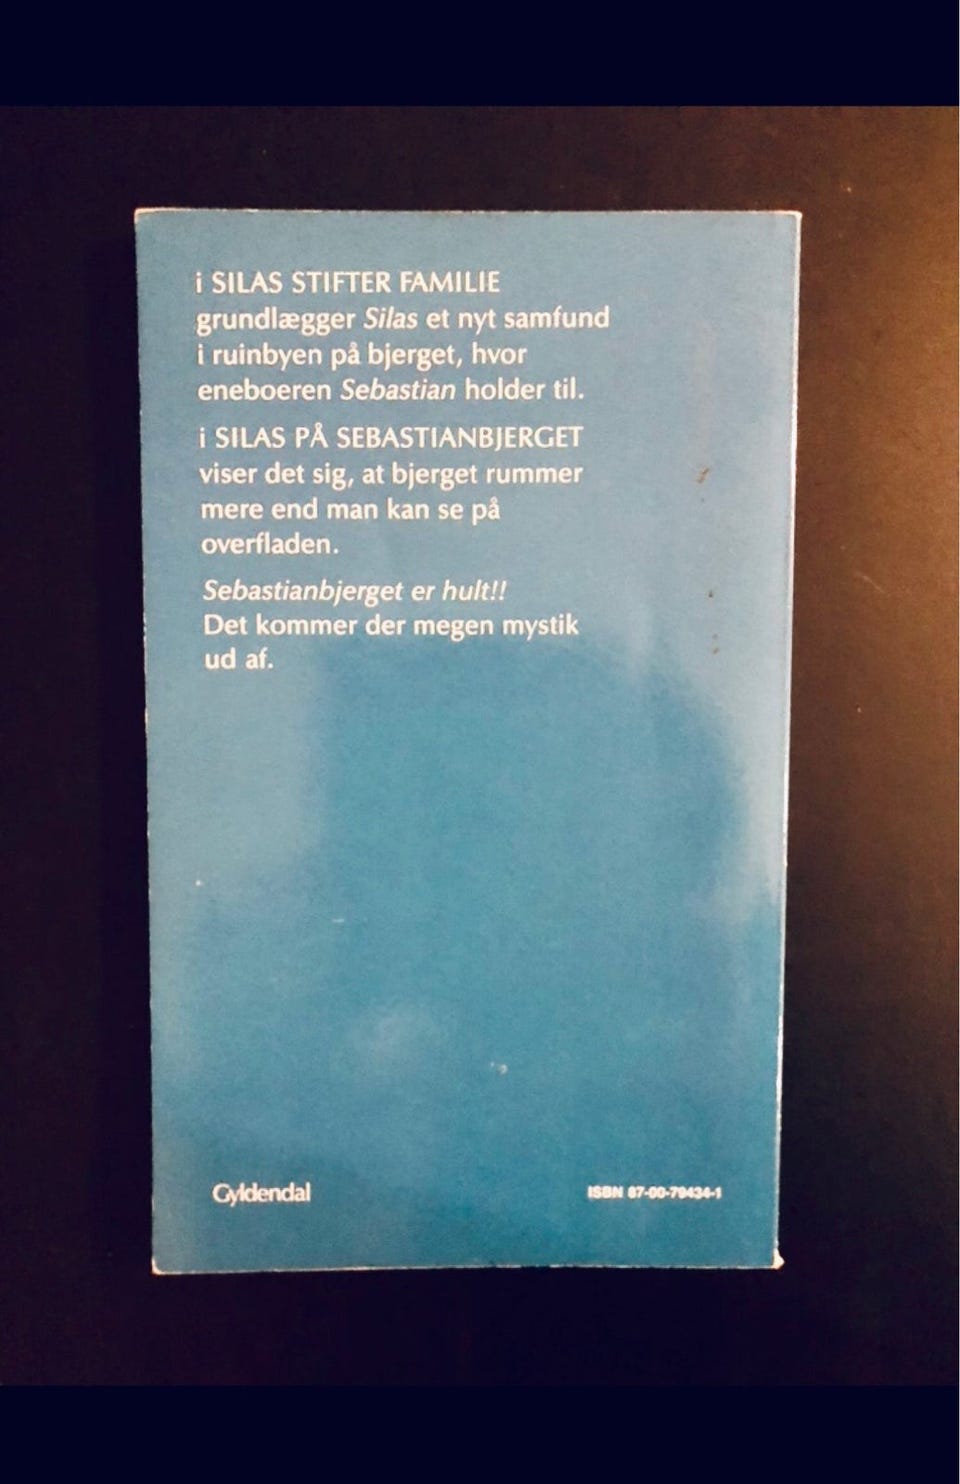 i SILAS STIFTER FAMILIE
grundlægger Silas et nyt samfund
i ruinbyen på bjerget, hvor
eneboeren Sebastian holder til.
i SILAS PÅ SEBASTIANBJERGET
viser det sig, at bjerget rummer
mere end man kan se på
overfladen.
Sebastianbjerget er hult!!
Det kommer der megen mystik
ud af.
Gyldendal
ISBN 87-00-79434-1